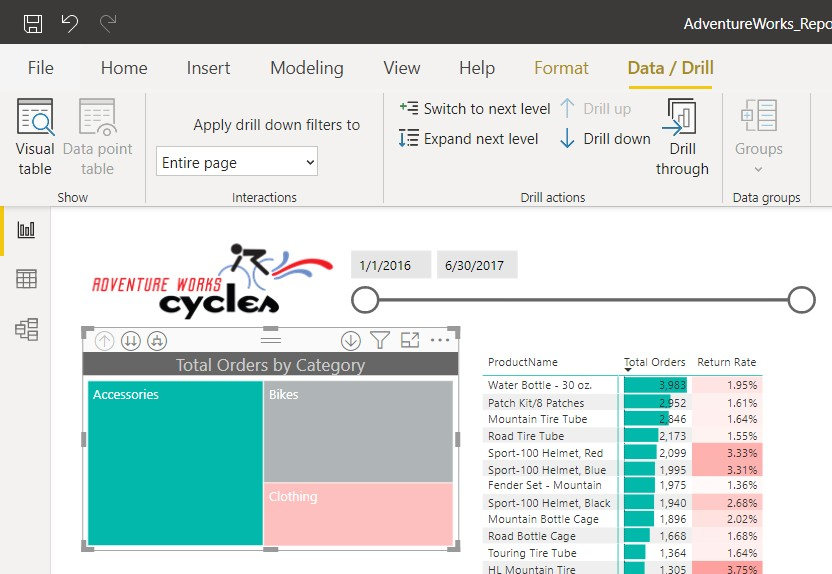 AdventureWorks_Repo
File Home Insert Modeling View Help Format Data / Drill
Visual table
Data point table
Show
Apply drill down filters to
Entire page
Interactions
Switch to next level
Expand next level
Drill up
Drill down
Drill through
Drill actions
Groups
Data groups
ADVENTURE WORKS
cycles
1/1/2016 6/30/2017
Total Orders by Category
Accessories
Bikes
Clothing
ProductName Total Orders Return Rate
Water Bottle - 30 oz. 3,983 1.95%
Patch Kit/8 Patches 2,952 1.61%
Mountain Tire Tube 2,846 1.64%
Road Tire Tube 2,173 1.55%
Sport-100 Helmet, Red 2,099 3.33%
Sport-100 Helmet, Blue 1,995 3.31%
Fender Set - Mountain 1,975 1.36%
Sport-100 Helmet, Black 1,940 2.68%
Mountain Bottle Cage 1,896 2.02%
Road Bottle Cage 1,668 1.68%
Touring Tire Tube 1,364 1.64%
HL Mountain Tire 1,305 3.75%